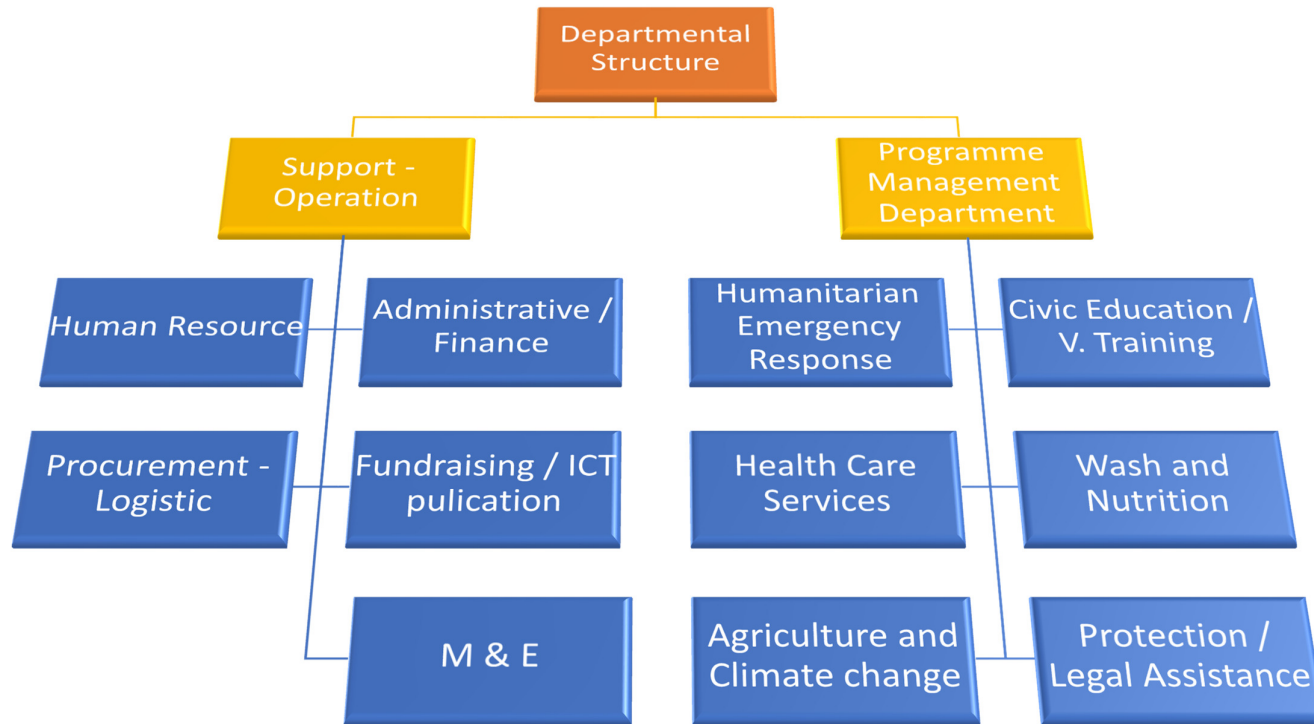 Departmental
Structure
Support -
Operation
Programme
Management
Department
Human Resource
Administrative /
Finance
Humanitarian
Emergency
Response
Civic Education /
V. Training
Procurement -
Logistic
Fundraising / ICT
pulication
Health Care
Services
Wash and
Nutrition
M & E
Agriculture and
Climate change
Protection /
Legal Assistance